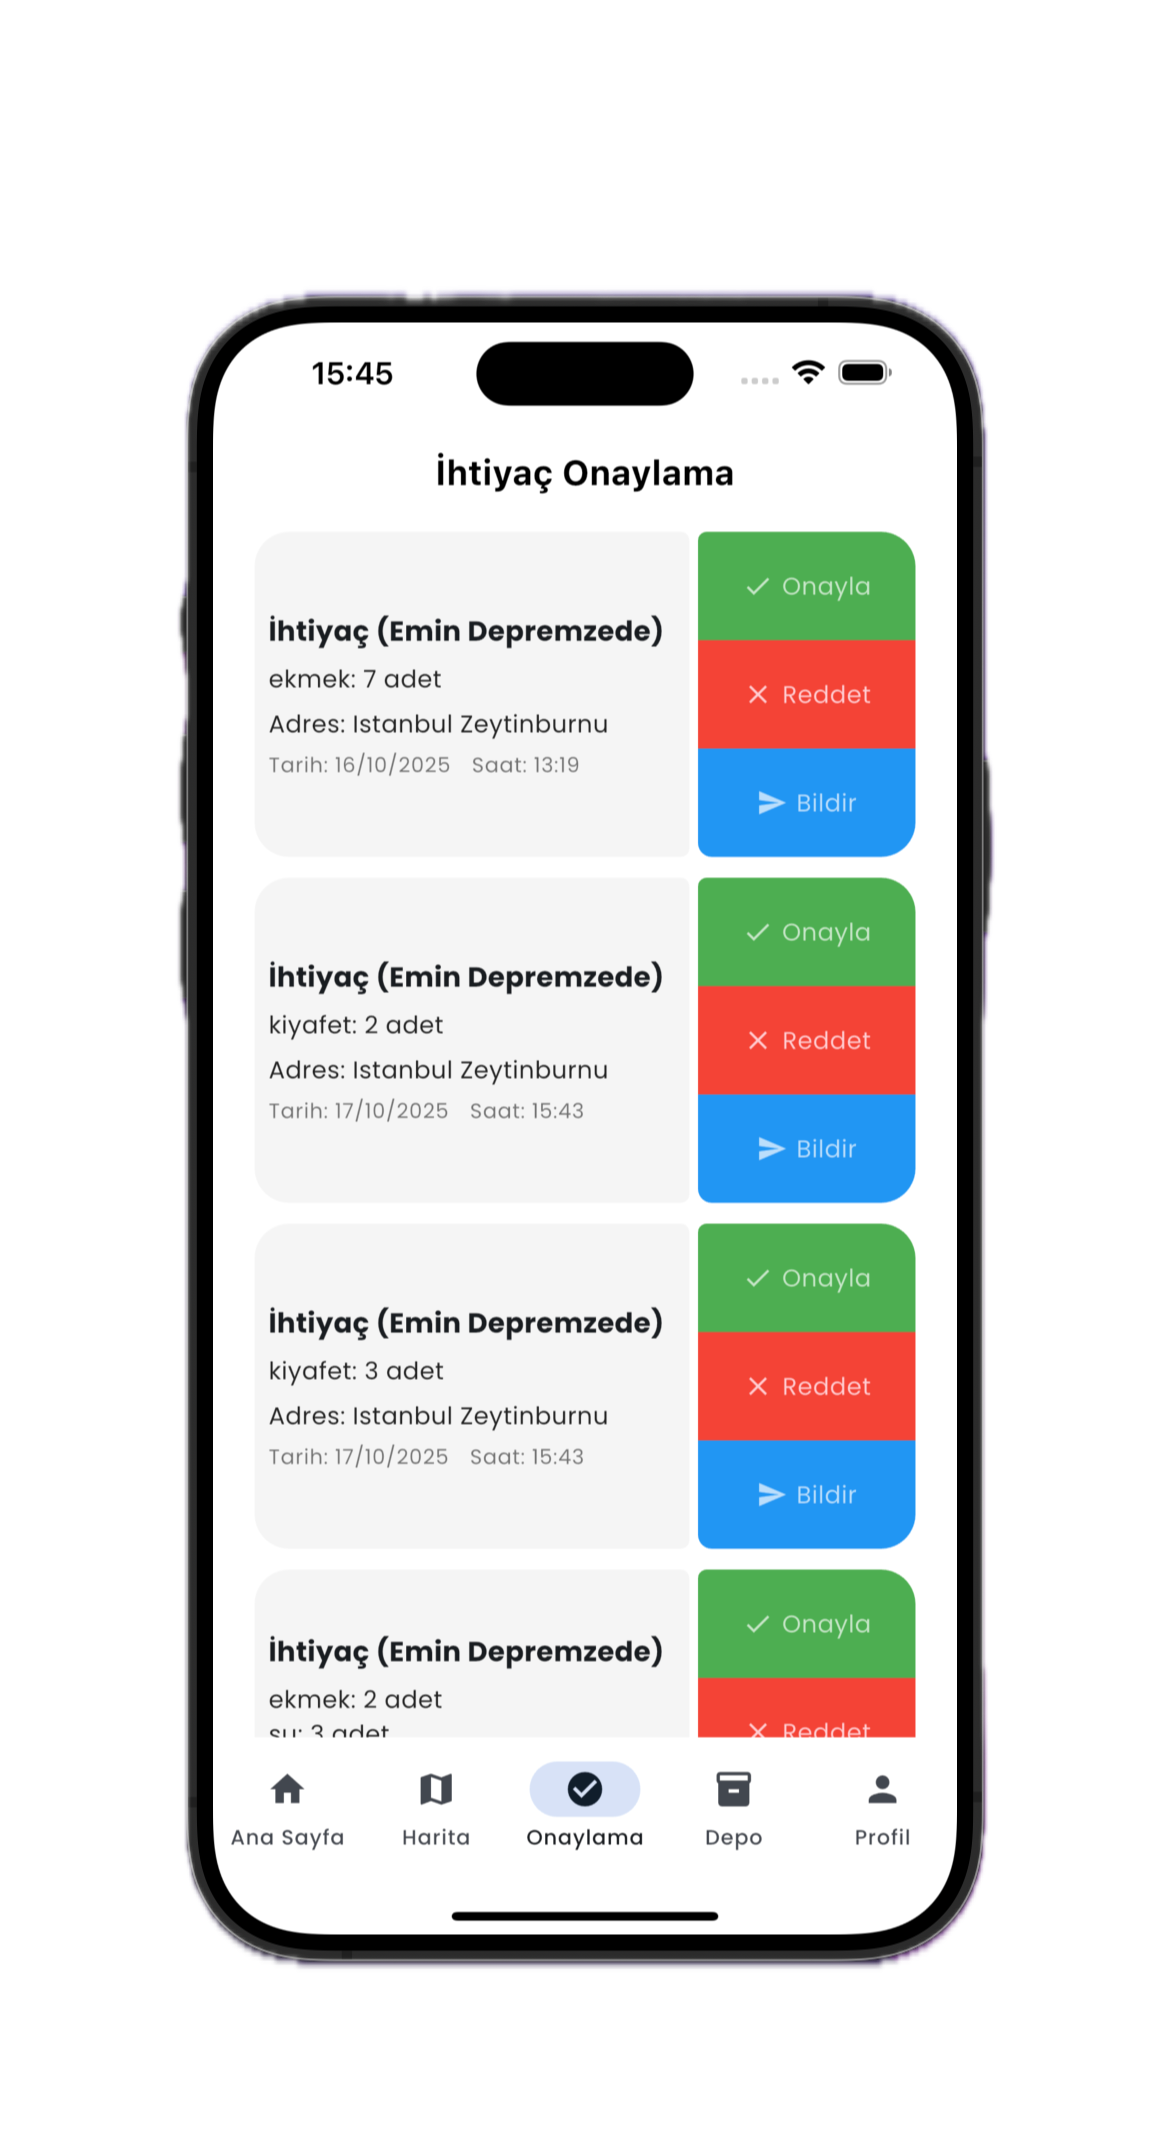 15:45
İhtiyaç Onaylama
İhtiyaç (Emin Depremzede)
ekmek: 7 adet
Adres: Istanbul Zeytinburnu
Tarih: 16/10/2025 Saat: 13:19
Onayla
Reddet
Bildir
İhtiyaç (Emin Depremzede)
kiyafet: 2 adet
Adres: Istanbul Zeytinburnu
Tarih: 17/10/2025 Saat: 15:43
Onayla
Reddet
Bildir
İhtiyaç (Emin Depremzede)
kiyafet: 3 adet
Adres: Istanbul Zeytinburnu
Tarih: 17/10/2025 Saat: 15:43
Onayla
Reddet
Bildir
İhtiyaç (Emin Depremzede)
ekmek: 2 adet
su: 3 adet
Onayla
Reddet
Ana Sayfa
Harita
Onaylama
Depo
Profil